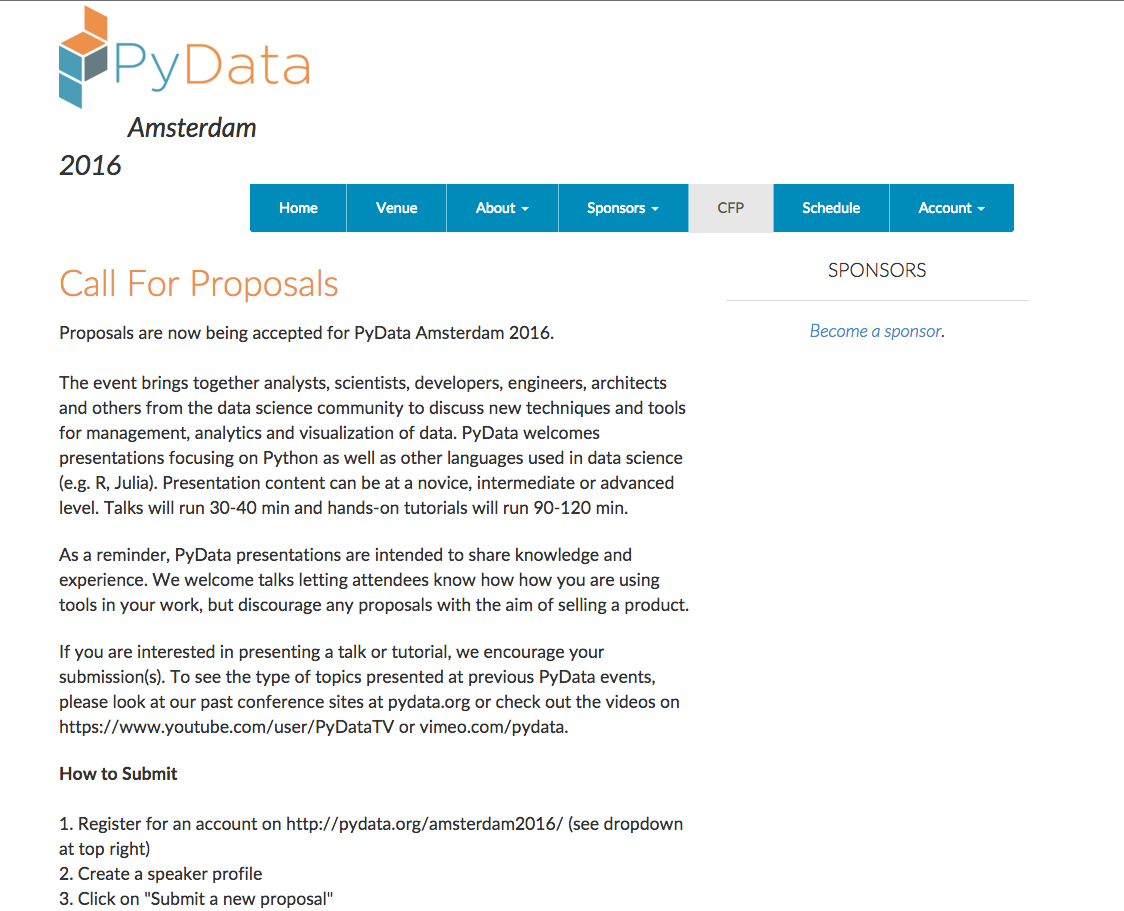 PyData
Amsterdam
2016
Home Venue About Sponsors CFP Schedule Account
Call For Proposals
SPONSORS
Proposals are now being accepted for PyData Amsterdam 2016.
Become a sponsor.
The event brings together analysts, scientists, developers, engineers, architects
and others from the data science community to discuss new techniques and tools
for management, analytics and visualization of data. PyData welcomes
presentations focusing on Python as well as other languages used in data science
(e.g. R, Julia). Presentation content can be at a novice, intermediate or advanced
level. Talks will run 30-40 min and hands-on tutorials will run 90-120 min.
As a reminder, PyData presentations are intended to share knowledge and
experience. We welcome talks letting attendees know how how you are using
tools in your work, but discourage any proposals with the aim of selling a product.
If you are interested in presenting a talk or tutorial, we encourage your
submission(s). To see the type of topics presented at previous PyData events,
please look at our past conference sites at pydata.org or check out the videos on
https://www.youtube.com/user/PyDataTV or vimeo.com/pydata.
How to Submit
1. Register for an account on http://pydata.org/amsterdam2016/ (see dropdown
at top right)
2. Create a speaker profile
3. Click on "Submit a new proposal"